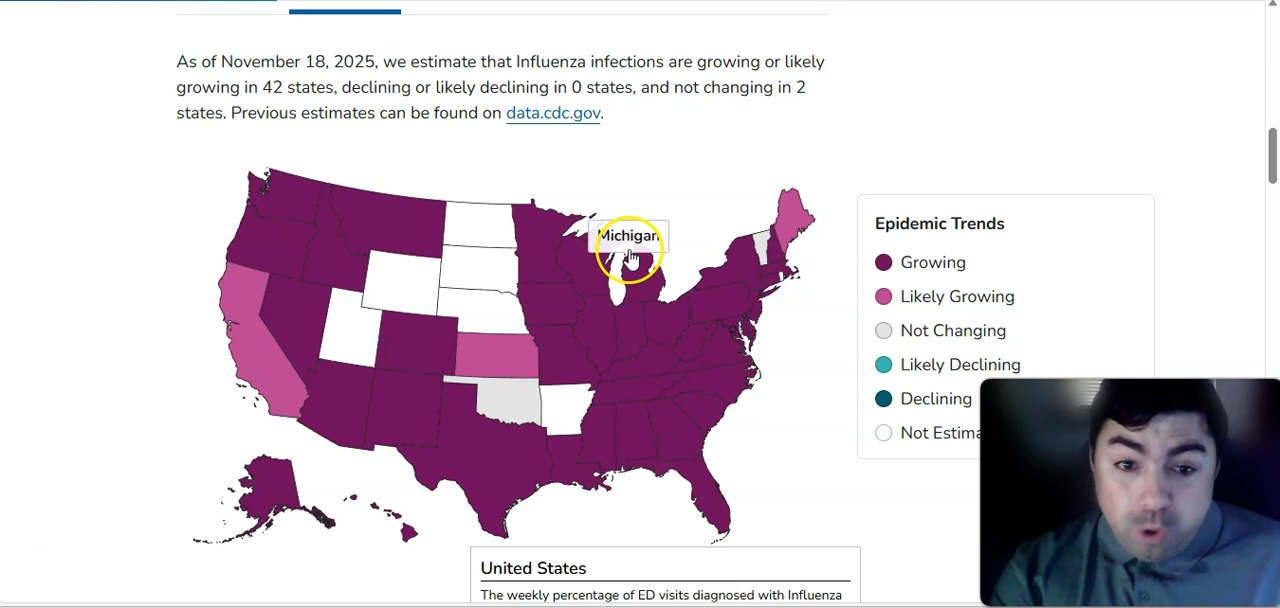 As of November 18, 2025, we estimate that Influenza infections are growing or likely
growing in 42 states, declining or likely declining in 0 states, and not changing in 2
states. Previous estimates can be found on data.cdc.gov.
Michigan
Epidemic Trends
Growing
Likely Growing
Not Changing
Likely Declining
Declining
Not Estima
United States
The weekly percentage of ED visits diagnosed with Influenza